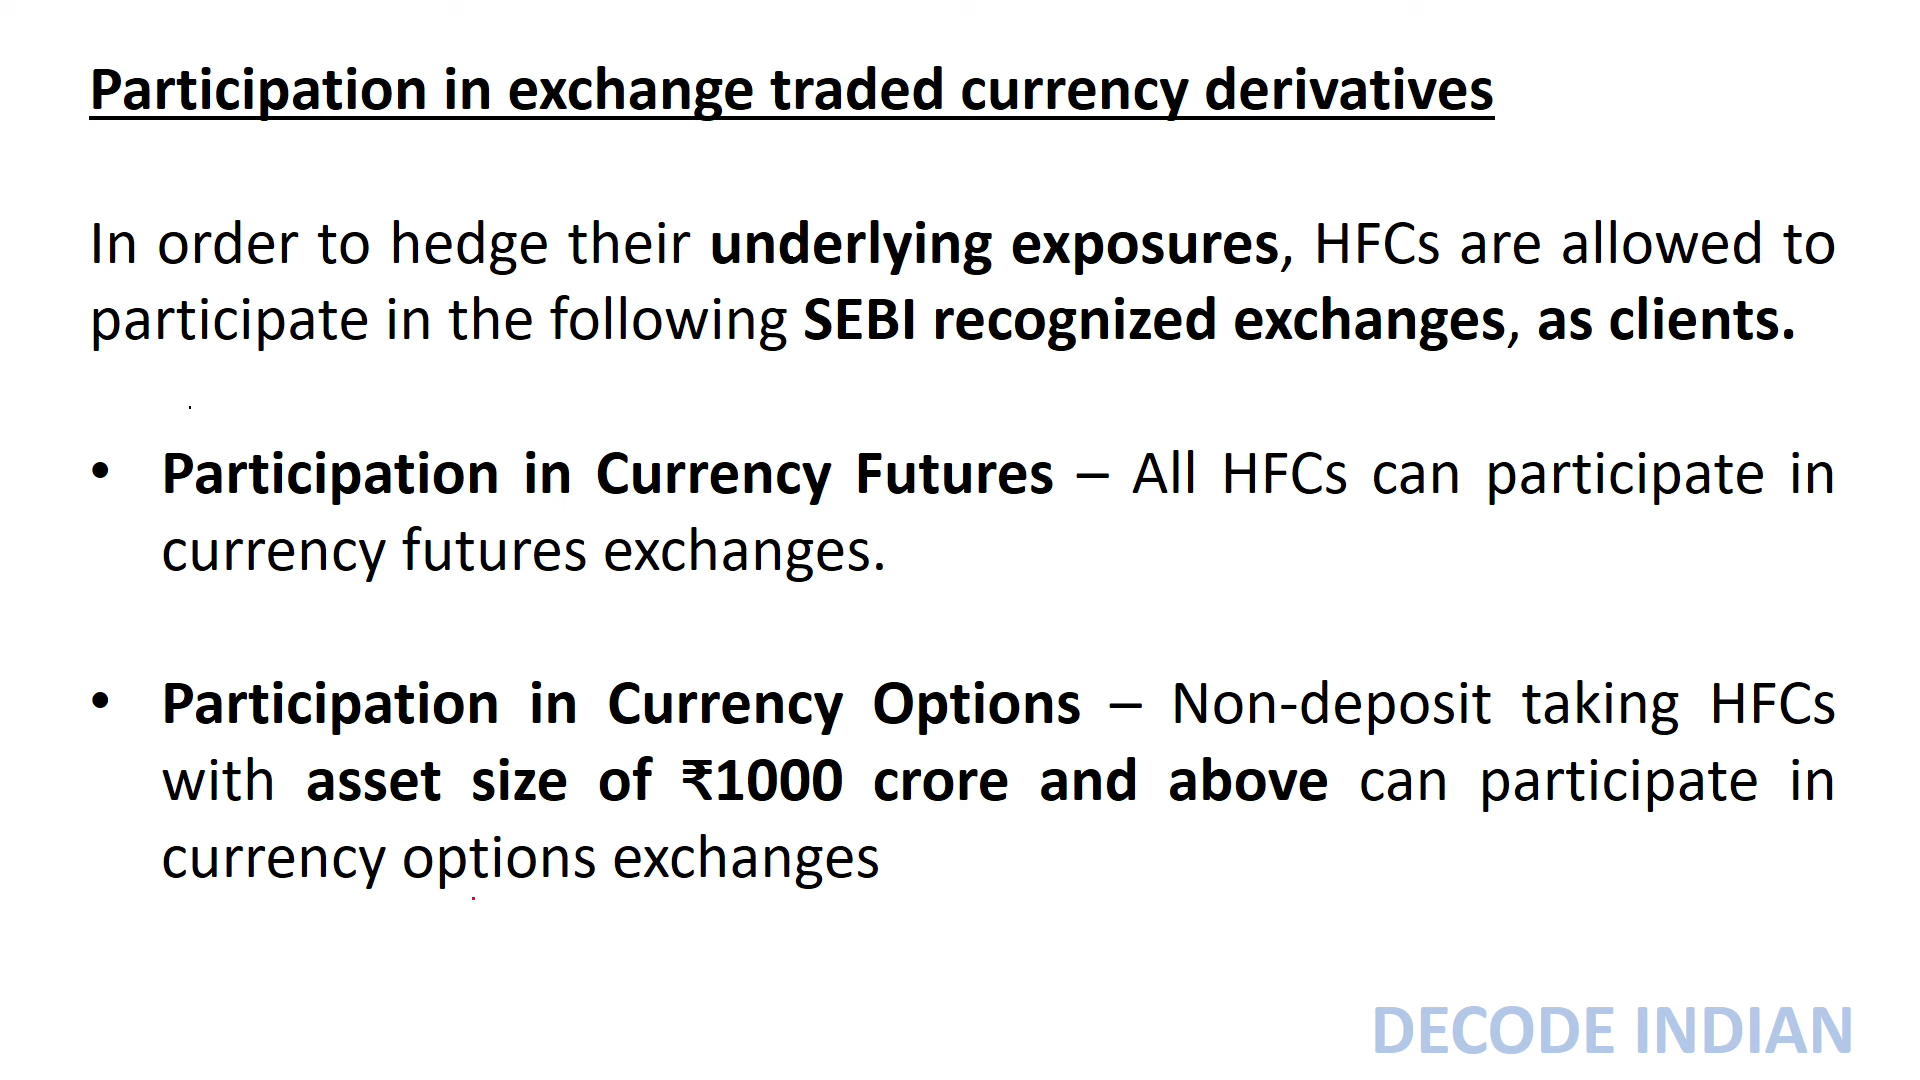 Participation in exchange traded currency derivatives
In order to hedge their underlying exposures, HFCs are allowed to
participate in the following SEBI recognized exchanges, as clients.
• Participation in Currency Futures – All HFCs can participate in
currency futures exchanges.
• Participation in Currency Options – Non-deposit taking HFCs
with asset size of ₹1000 crore and above can participate in
currency options exchanges
DECODE INDIAN